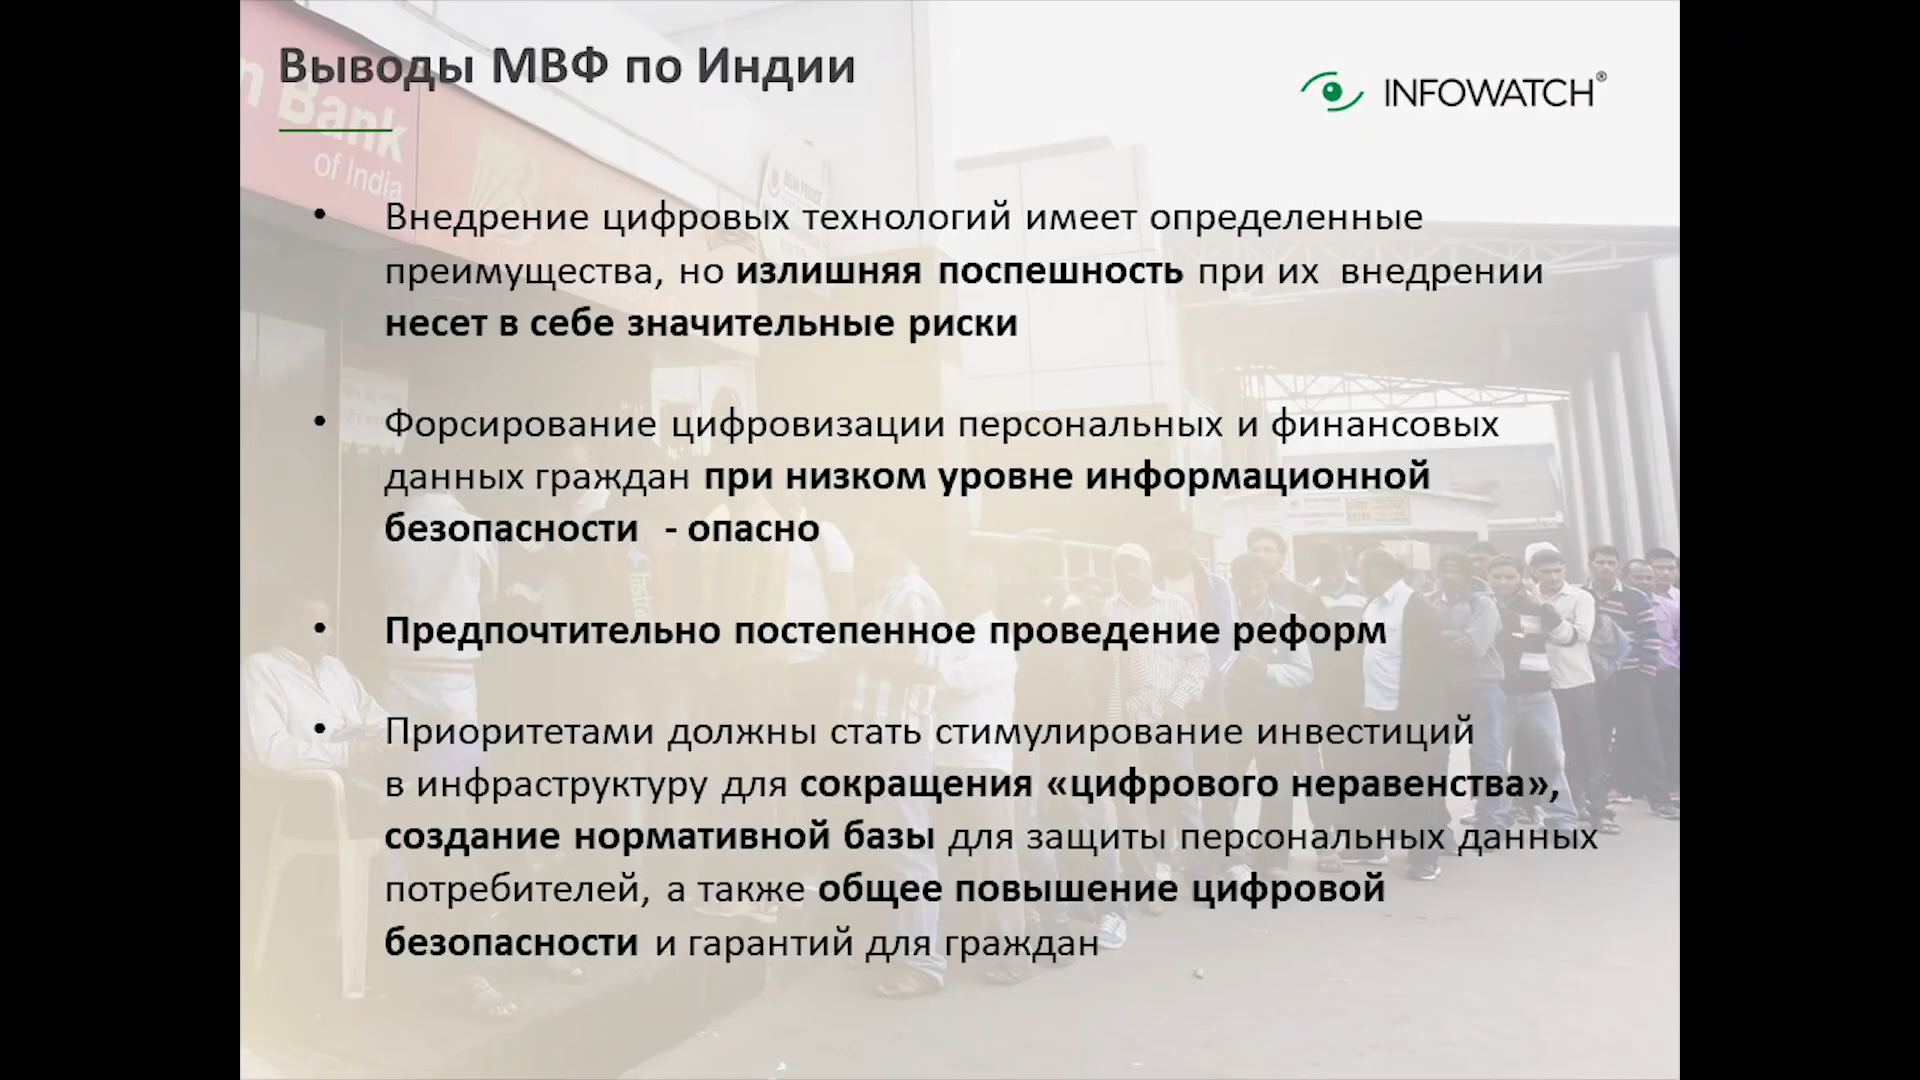 Выводы МВФ по Индии
INFOWATCH®
Bank
of India
• Внедрение цифровых технологий имеет определенные
преимущества, но излишняя поспешность при их внедрении
несет в себе значительные риски
• Форсирование цифровизации персональных и финансовых
данных граждан при низком уровне информационной
безопасности - опасно
• Предпочтительно постепенное проведение реформ
• Приоритетами должны стать стимулирование инвестиций
в инфраструктуру для сокращения «цифрового неравенства»,
создание нормативной базы для защиты персональных данных
потребителей, а также общее повышение цифровой
безопасности и гарантий для граждан